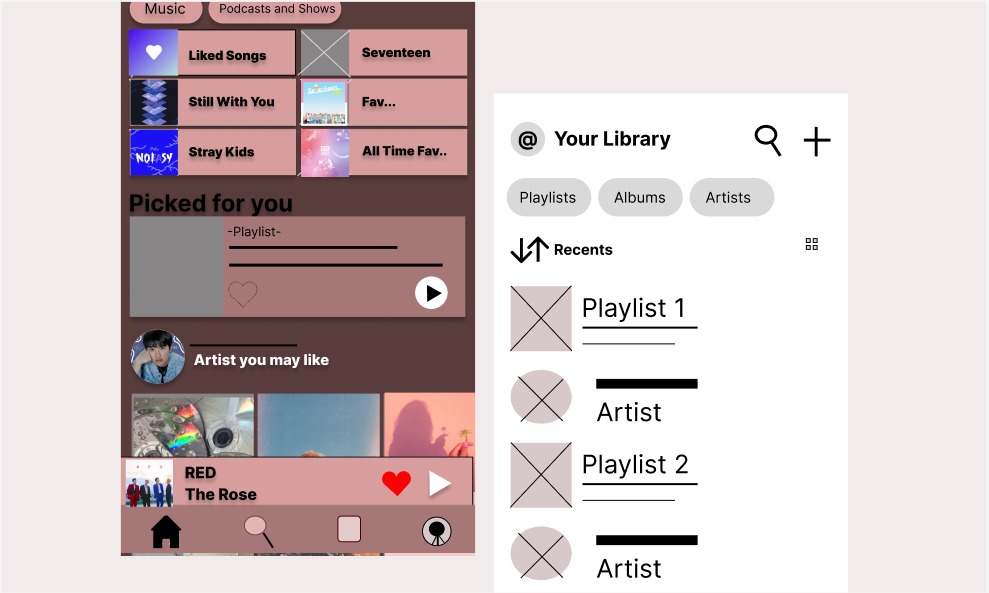 Music
Podcasts and Shows
Liked Songs
Seventeen
Still With You
Fav...
Stray Kids
All Time Fav..
NOEASY
Seventeen
Picked for you
-Playlist-
Artist you may like
RED
The Rose
@ Your Library
Playlists
Albums
Artists
Recents
Playlist 1
Artist
Playlist 2
Artist